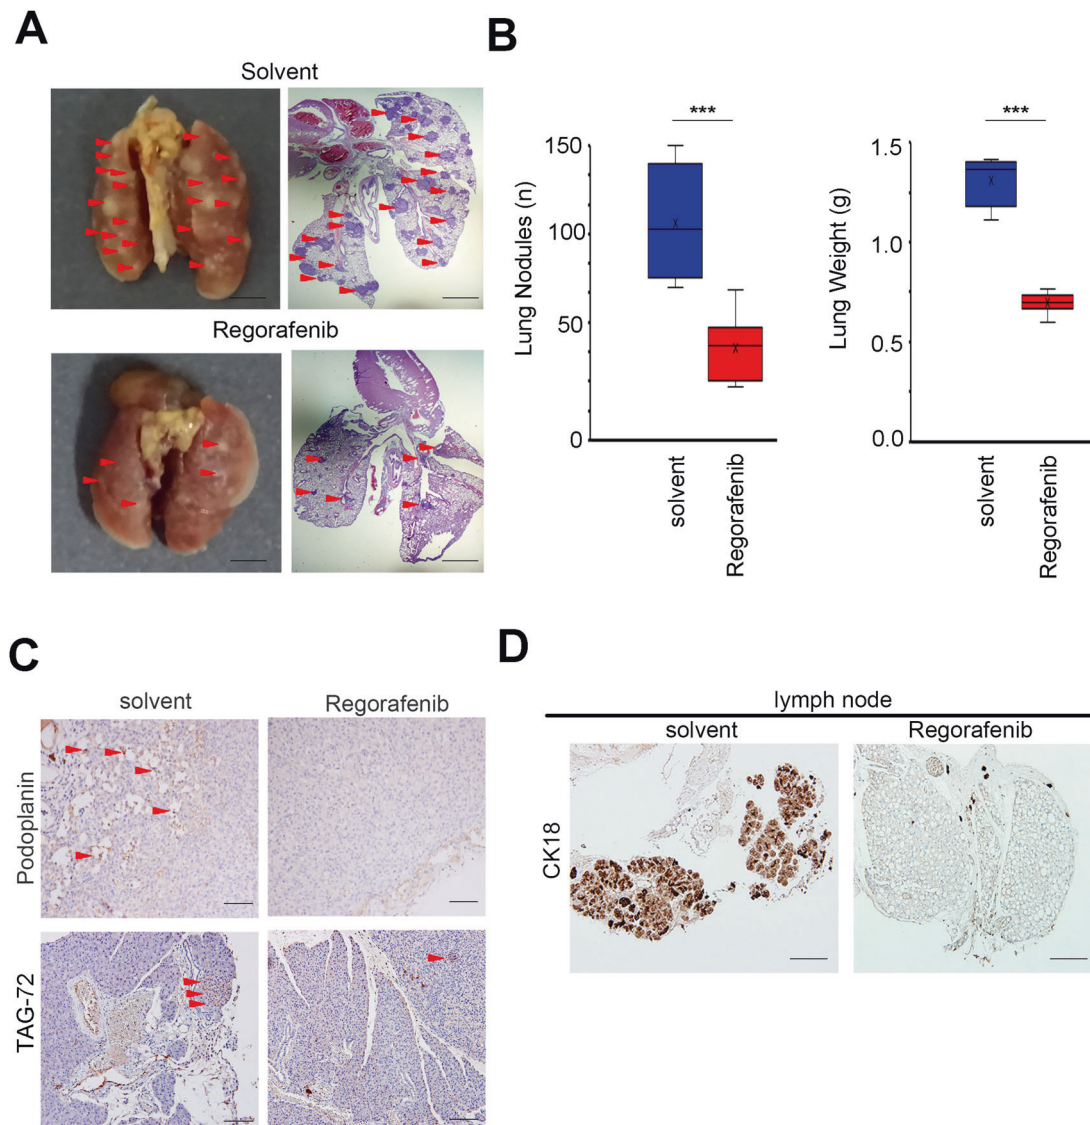 A
Solvent
Regorafenib
B
Lung Nodules (n)
150
100
50
0
***
solvent
Regorafenib
Lung Weight (g)
1.5
1.0
0.5
0.0
***
solvent
Regorafenib
C
solvent
Regorafenib
Podoplanin
TAG-72
D
lymph node
solvent
Regorafenib
CK18